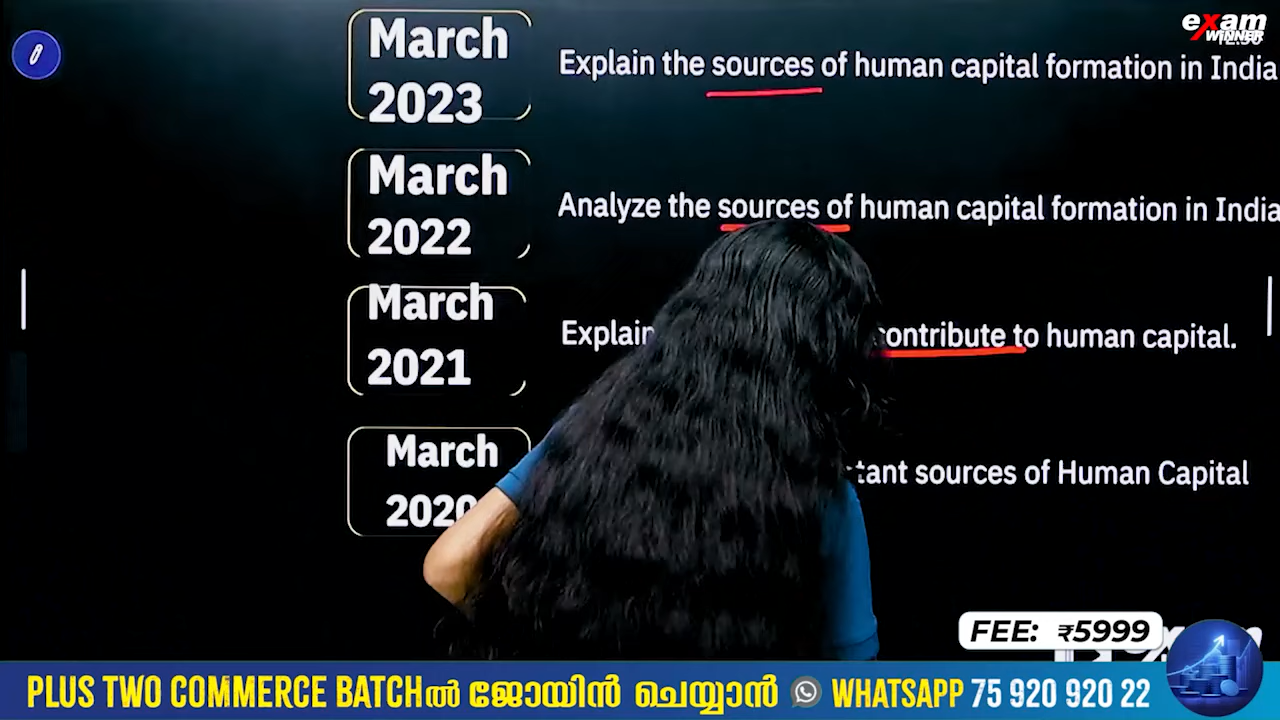 exam
WINNER
March
2023
Explain the sources of human capital formation in India
March
2022
Analyze the sources of human capital formation in India
March
2021
Explain contribute to human capital.
March
2020
sources of Human Capital
FEE: ₹5999
PLUS TWO COMMERCE BATCHൽ ജോയിൻ ചെയ്യാൻ WHATSAPP 75 920 920 22